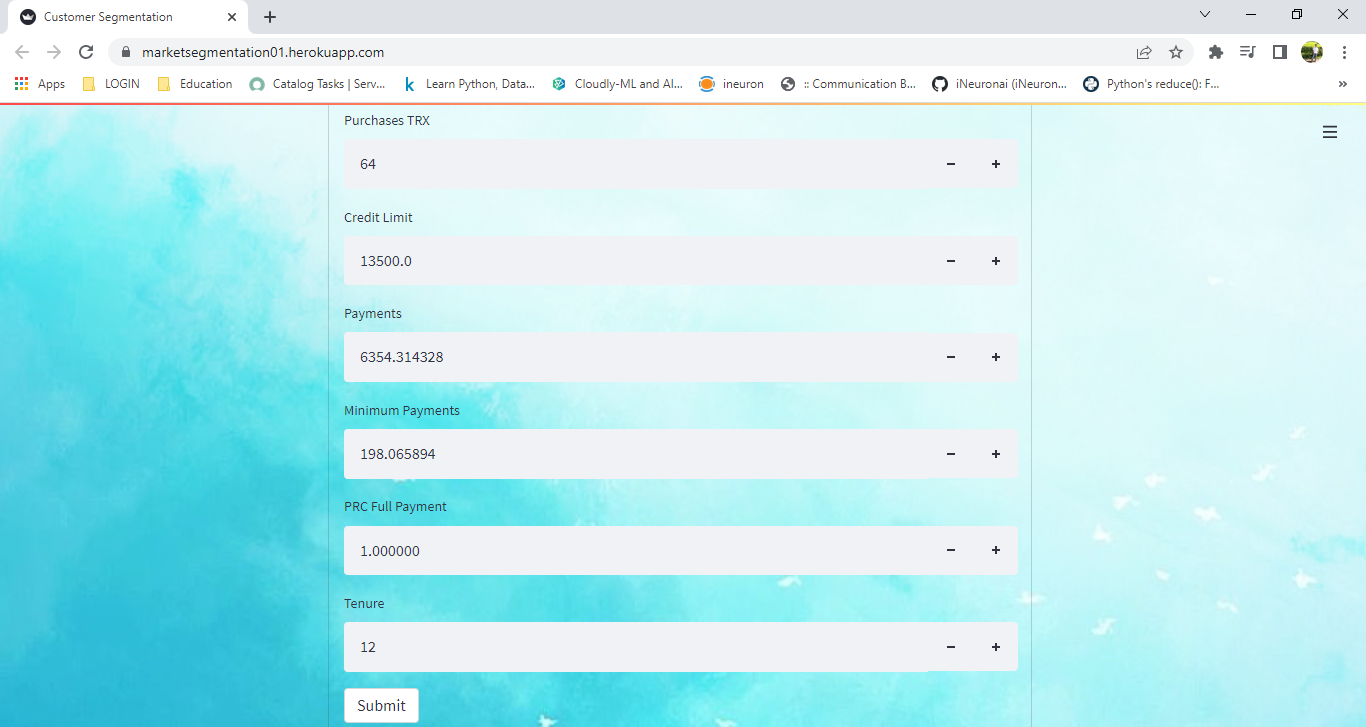 Customer Segmentation
marketsegmentation01.herokuapp.com
Apps LOGIN Education Catalog Tasks | Serv... Learn Python, Data... Cloudly-ML and AI... ineuron :: Communication B... iNeuronai (iNeuron... Python's reduce(): F... »
Purchases TRX
64 − +
Credit Limit
13500.0 − +
Payments
6354.314328 − +
Minimum Payments
198.065894 − +
PRC Full Payment
1.000000 − +
Tenure
12 − +
Submit